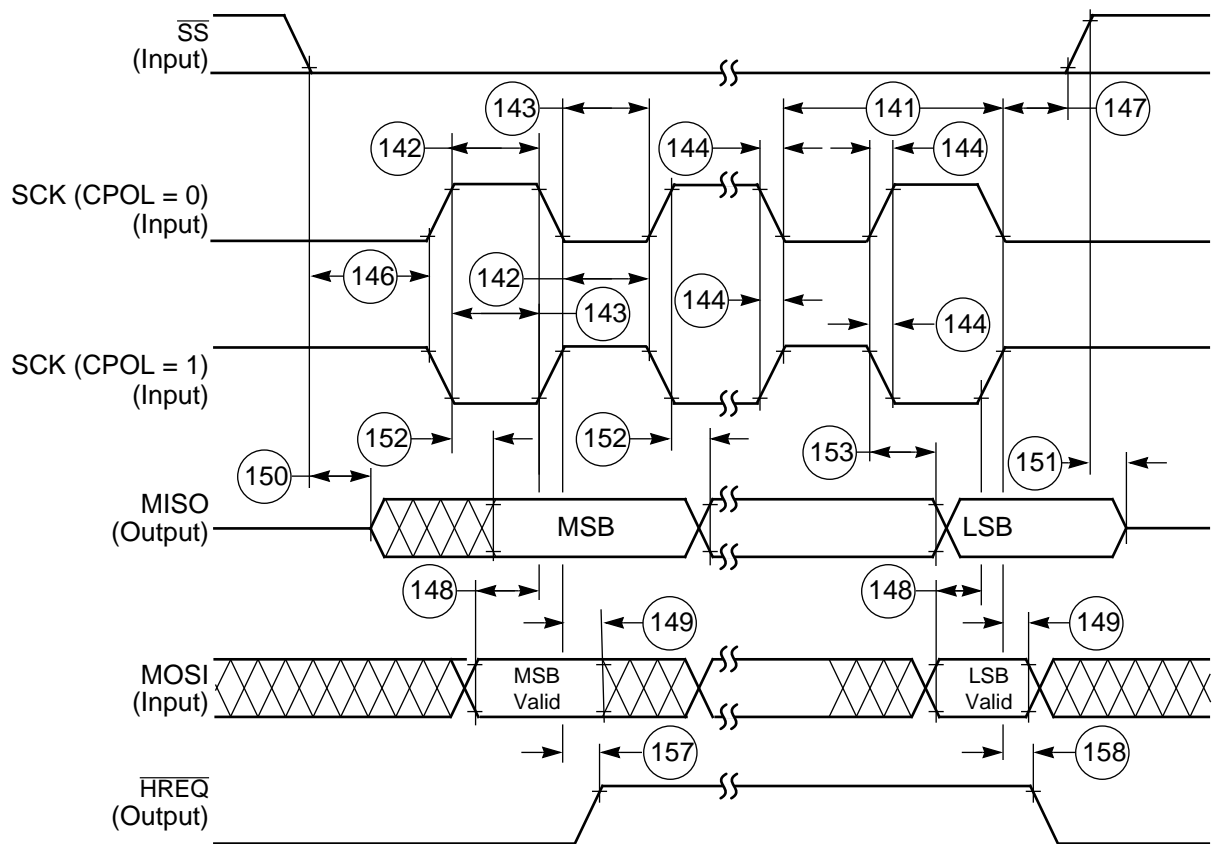 SS
(Input)
143
141
147
142
144
144
SCK (CPOL = 0)
(Input)
146
142
144
143
144
SCK (CPOL = 1)
(Input)
152
152
153
150
151
MISO
(Output)
MSB
LSB
148
148
149
149
MOSI
(Input)
MSB
Valid
LSB
Valid
157
158
HREQ
(Output)